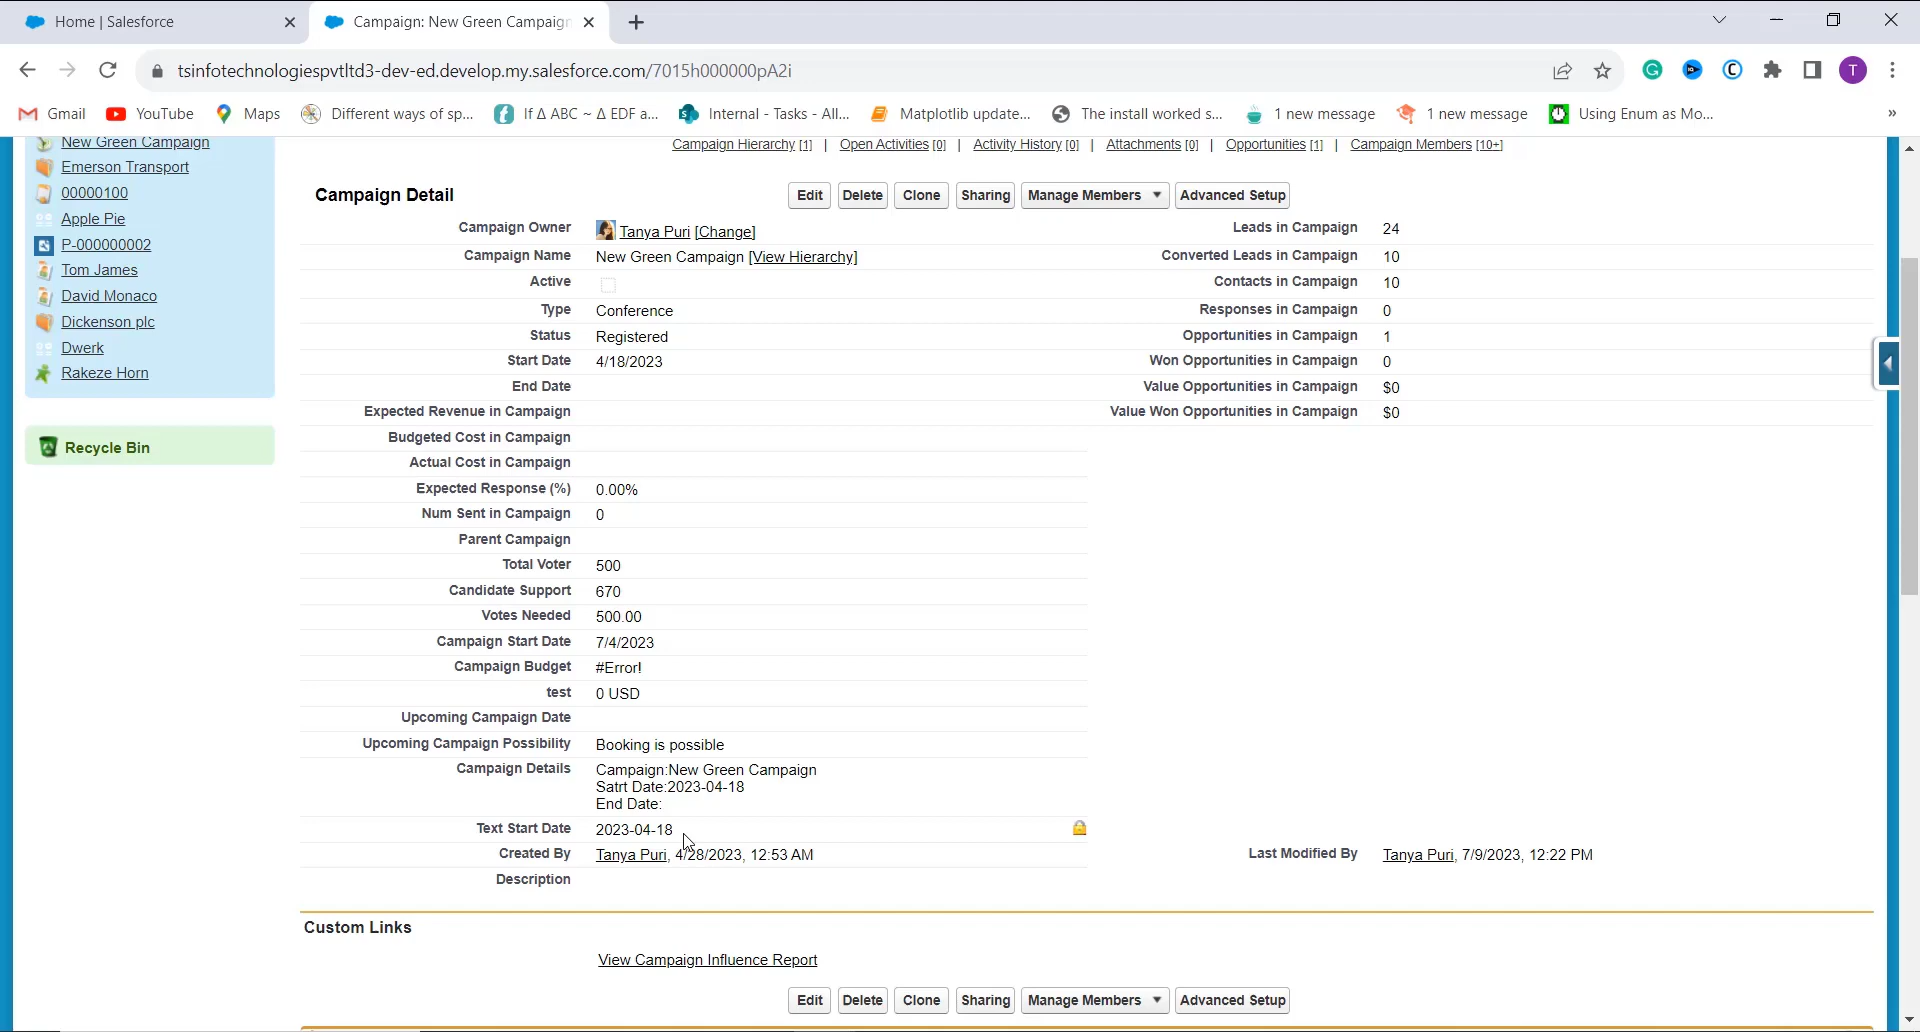 Home | Salesforce
Campaign: New Green Campaign
tsinfotechnologiespvtltd3-dev-ed.develop.my.salesforce.com/7015h000000pA2i
T
Gmail YouTube Maps Different ways of sp... If Δ ABC ~ Δ EDF a... Internal - Tasks - All... Matplotlib update... The install worked s... 1 new message 1 new message Using Enum as Mo... »
New Green Campaign
Emerson Transport
00000100
Apple Pie
P-000000002
Tom James
David Monaco
Dickenson plc
Dwerk
Rakeze Horn
Recycle Bin
Campaign Hierarchy [1] | Open Activities [0] | Activity History [0] | Attachments [0] | Opportunities [1] | Campaign Members [10+]
Campaign Detail Edit Delete Clone Sharing Manage Members Advanced Setup
Campaign Owner Tanya Puri [Change] Leads in Campaign 24
Campaign Name New Green Campaign [View Hierarchy] Converted Leads in Campaign 10
Active Contacts in Campaign 10
Type Conference Responses in Campaign 0
Status Registered Opportunities in Campaign 1
Start Date 4/18/2023 Won Opportunities in Campaign 0
End Date Value Opportunities in Campaign $0
Expected Revenue in Campaign Value Won Opportunities in Campaign $0
Budgeted Cost in Campaign
Actual Cost in Campaign
Expected Response (%) 0.00%
Num Sent in Campaign 0
Parent Campaign
Total Voter 500
Candidate Support 670
Votes Needed 500.00
Campaign Start Date 7/4/2023
Campaign Budget #Error!
test 0 USD
Upcoming Campaign Date
Upcoming Campaign Possibility Booking is possible
Campaign Details Campaign:New Green Campaign
Satrt Date:2023-04-18
End Date:
Text Start Date 2023-04-18
Created By Tanya Puri, 4/28/2023, 12:53 AM Last Modified By Tanya Puri, 7/9/2023, 12:22 PM
Description
Custom Links
View Campaign Influence Report
Edit Delete Clone Sharing Manage Members Advanced Setup